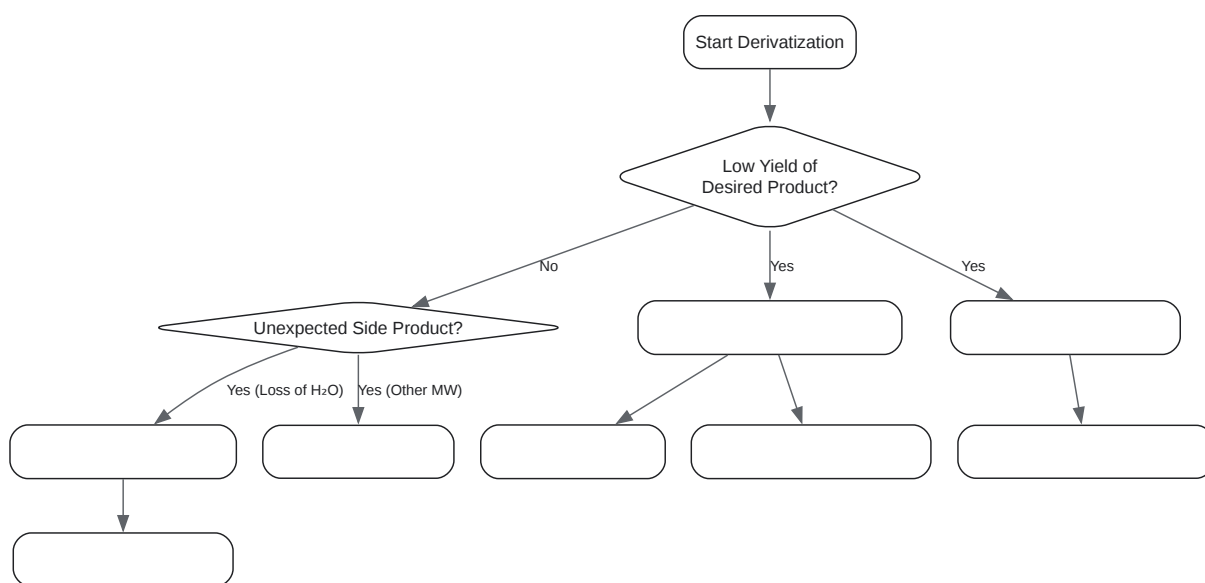 Start Derivatization
Low Yield of
Desired Product?
No
Yes
Yes
Unexpected Side Product?
Yes (Loss of H₂O)
Yes (Other MW)